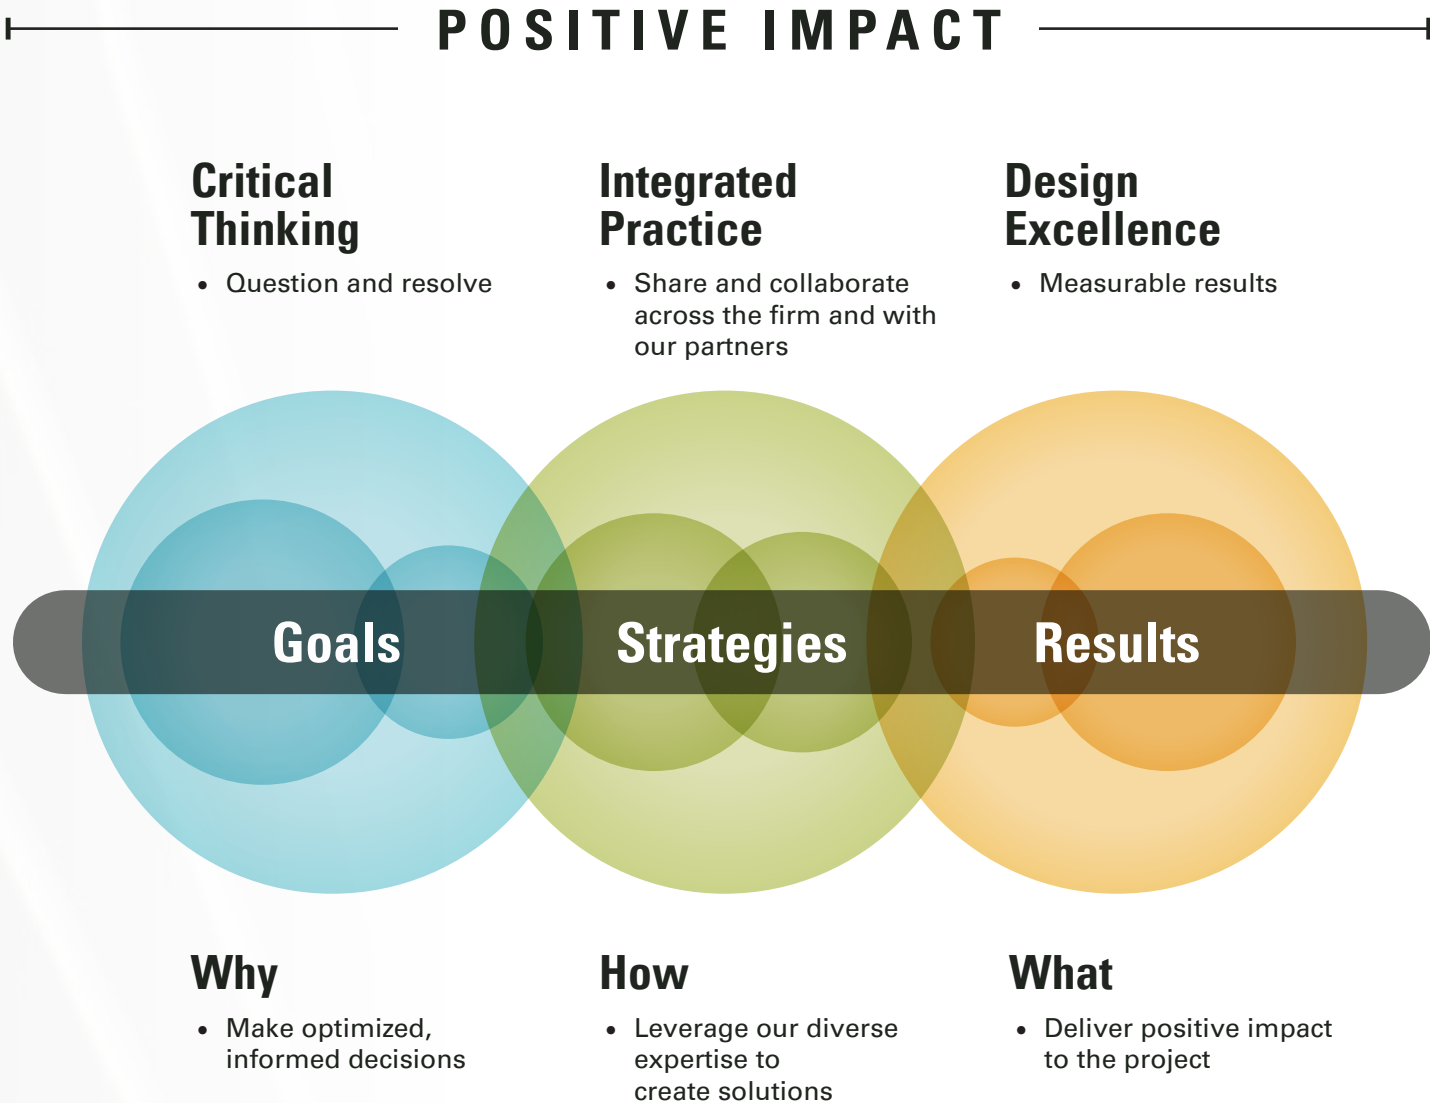 POSITIVE IMPACT
Critical
Thinking
• Question and resolve
Integrated
Practice
• Share and collaborate
across the firm and with
our partners
Design
Excellence
• Measurable results
Goals
Strategies
Results
Why
• Make optimized,
informed decisions
How
• Leverage our diverse
expertise to
create solutions
What
• Deliver positive impact
to the project